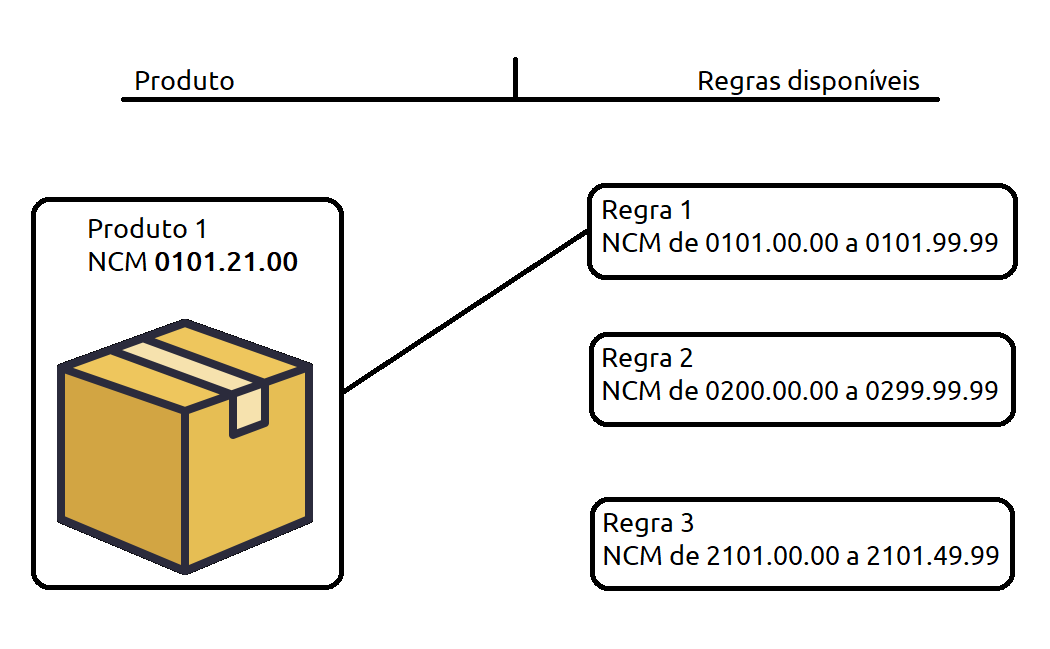 Produto
Regras disponíveis
Produto 1
NCM 0101.21.00
Regra 1
NCM de 0101.00.00 a 0101.99.99
Regra 2
NCM de 0200.00.00 a 0299.99.99
Regra 3
NCM de 2101.00.00 a 2101.49.99